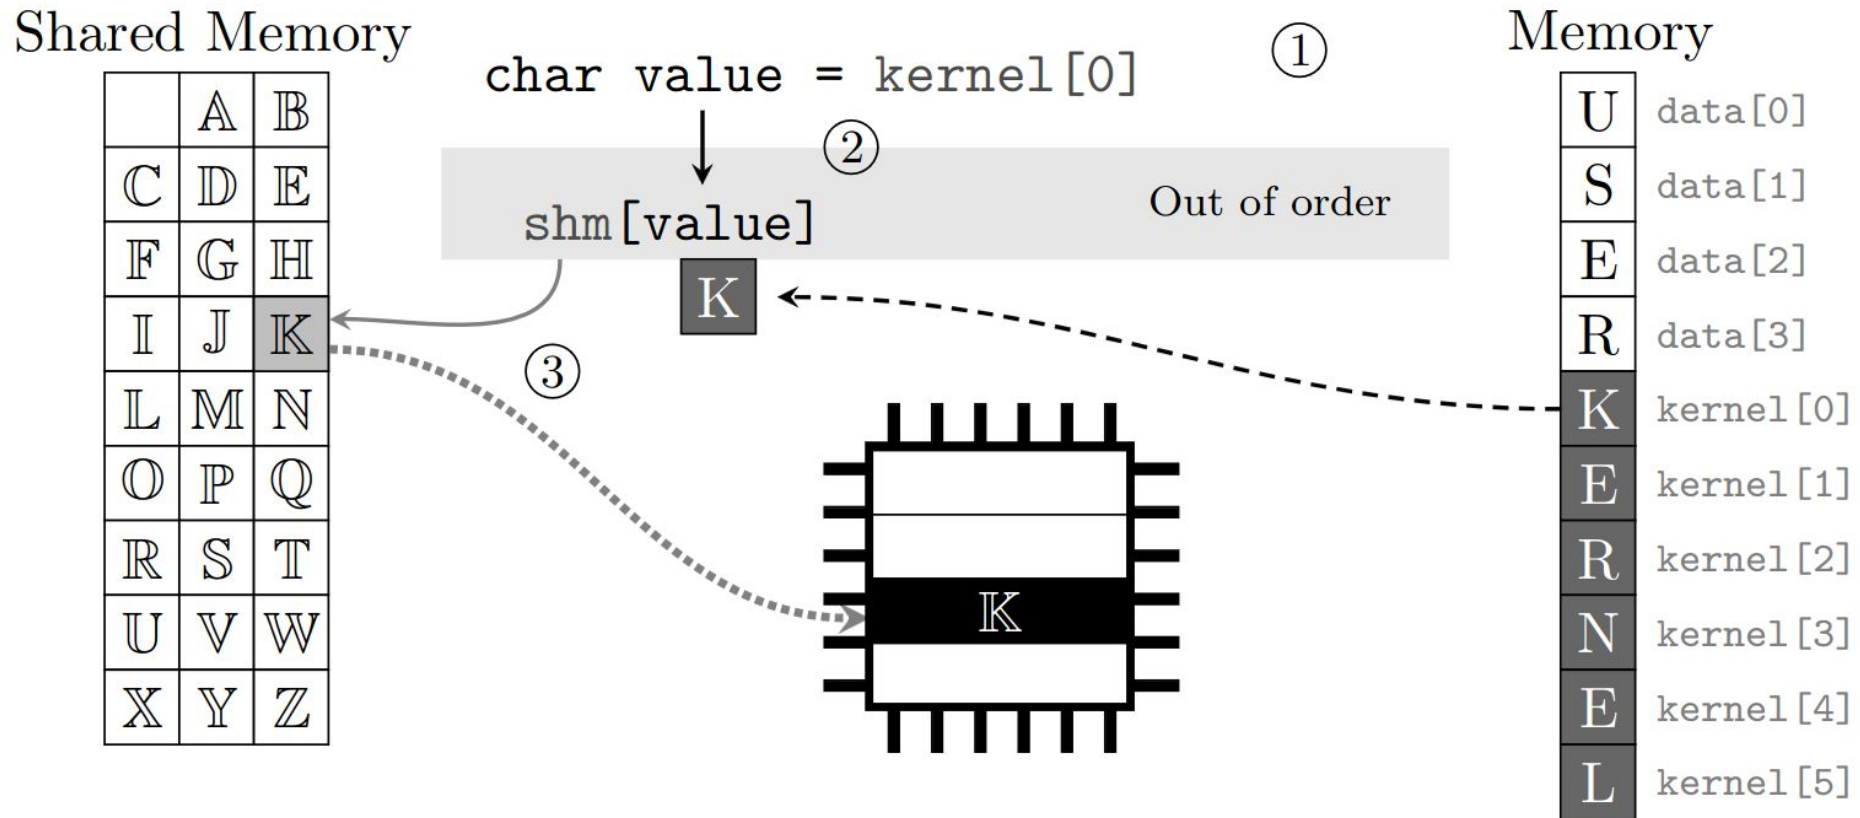 Shared Memory
𝔸 𝔹
ℂ 𝔻 𝔼
𝔽 𝔾 ℍ
𝕀 𝕁 𝕂
𝕃 𝕄 ℕ
𝕆 ℙ ℚ
ℝ 𝕊 𝕋
𝕌 𝕍 𝕎
𝕏 𝕐 ℤ
char value = kernel[0]
①
②
shm[value]
Out of order
K
③
𝕂
Memory
U data[0]
S data[1]
E data[2]
R data[3]
K kernel[0]
E kernel[1]
R kernel[2]
N kernel[3]
E kernel[4]
L kernel[5]